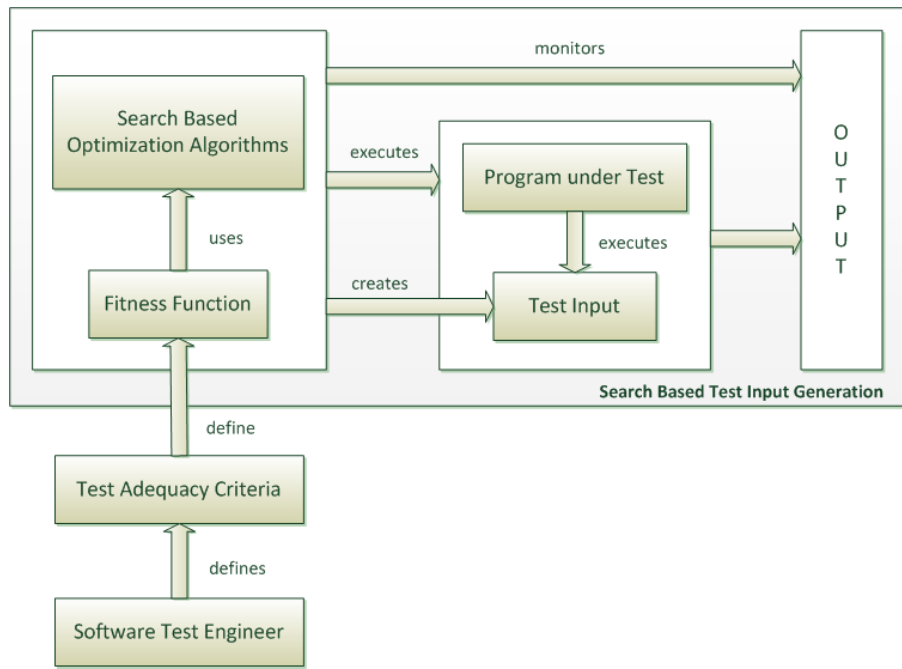 monitors
Search Based
Optimization Algorithms
executes
Program under Test
uses
executes
Fitness Function
creates
Test Input
O
U
T
P
U
T
Search Based Test Input Generation
define
Test Adequacy Criteria
defines
Software Test Engineer